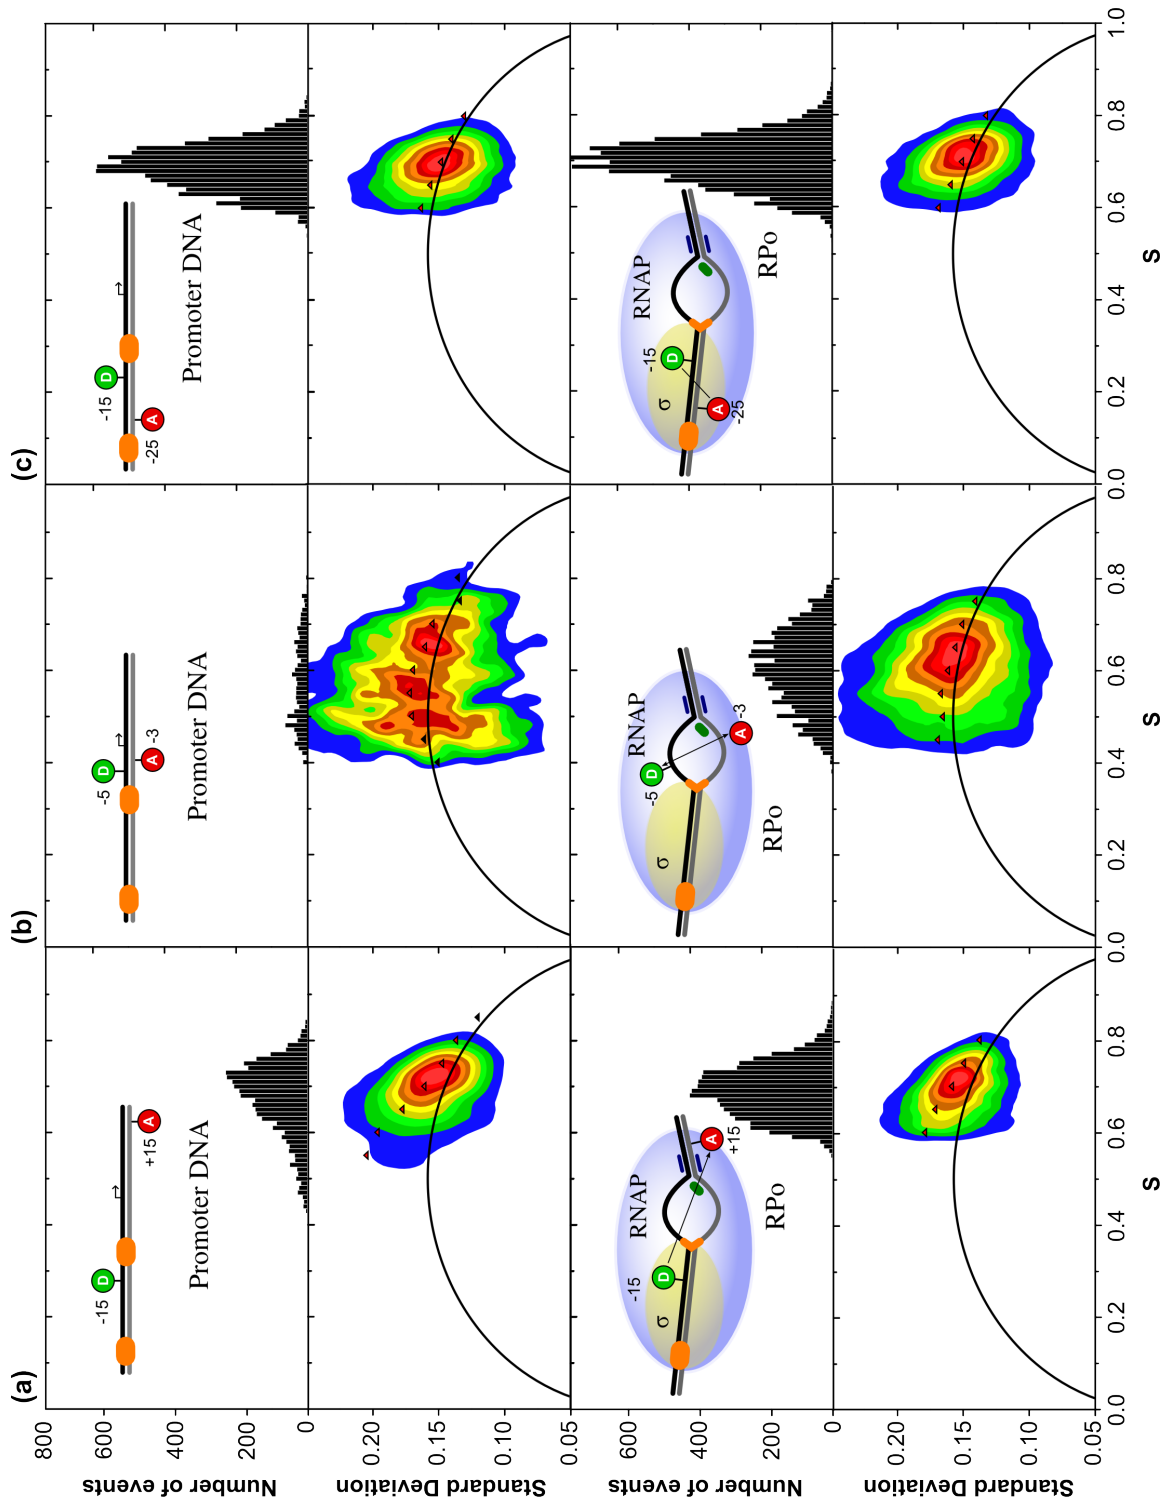 (a)
(b)
(c)
Number of events
800
600
400
200
0
-15
D
A
+15
Promoter DNA
-5
D
A
-3
Promoter DNA
-15
D
A
-25
Promoter DNA
Standard Deviation
0.20
0.15
0.10
0.05
Number of events
600
400
200
0
-15
D
σ
RNAP
A
+15
RPo
-5
D
σ
RNAP
A
-3
RPo
-15
D
σ
RNAP
A
-25
RPo
Standard Deviation
0.20
0.15
0.10
0.05
0.0 0.2 0.4 0.6 0.8 0.0 0.2 0.4 0.6 0.8 0.0 0.2 0.4 0.6 0.8 1.0
S S S